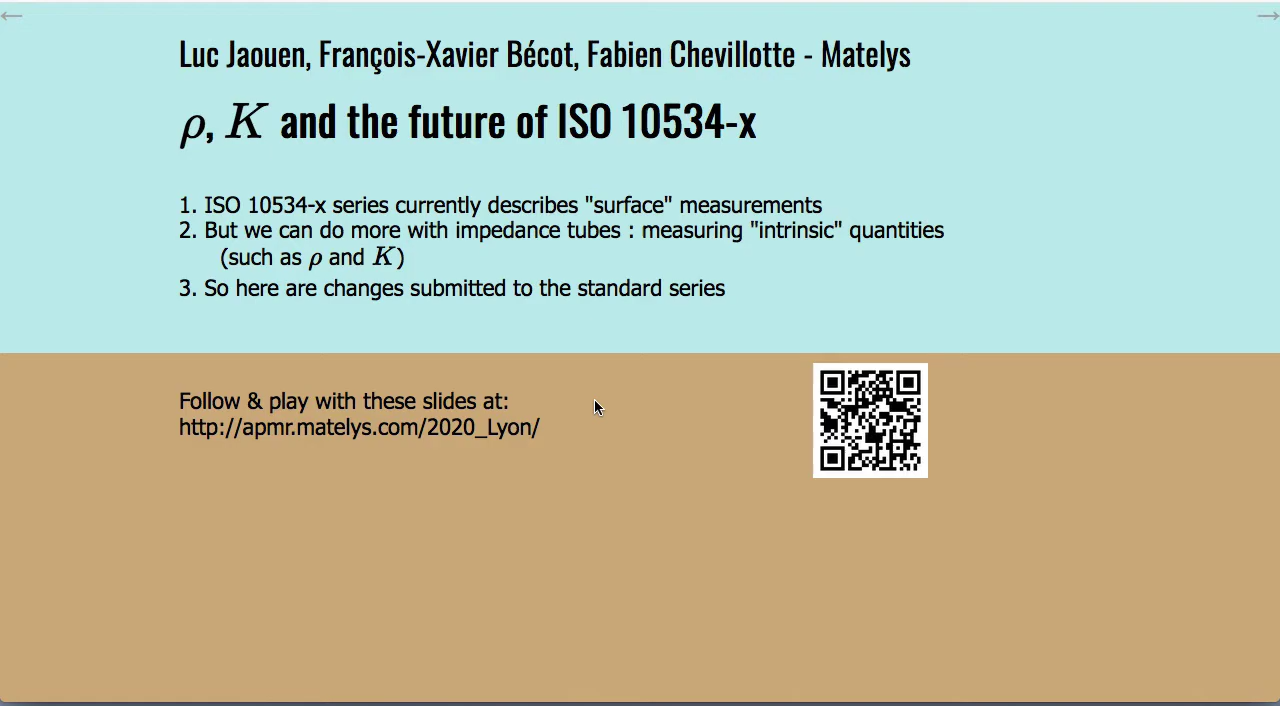 ←
→
Luc Jaouen, François-Xavier Bécot, Fabien Chevillotte - Matelys
ρ, K and the future of ISO 10534-x
1. ISO 10534-x series currently describes "surface" measurements
2. But we can do more with impedance tubes : measuring "intrinsic" quantities
(such as ρ and K)
3. So here are changes submitted to the standard series
Follow & play with these slides at:
http://apmr.matelys.com/2020_Lyon/